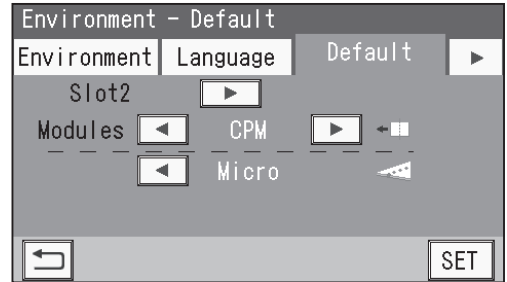 Environment - Default
Environment Language Default
Slot2
Modules CPM
Micro
SET